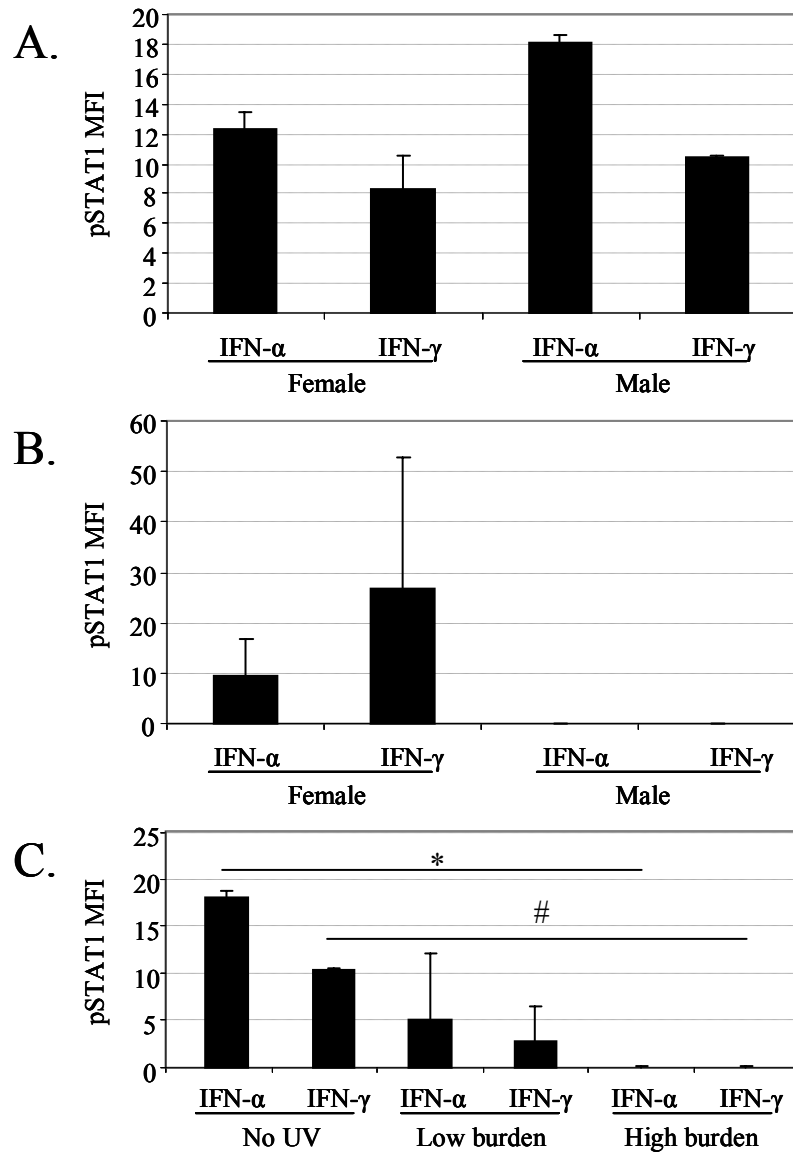 A.
pSTAT1 MFI
20
18
16
14
12
10
8
6
4
2
0
IFN-α IFN-γ IFN-α IFN-γ
Female Male
B.
pSTAT1 MFI
60
50
40
30
20
10
0
IFN-α IFN-γ IFN-α IFN-γ
Female Male
C.
pSTAT1 MFI
25
20
15
10
5
0
*
#
IFN-α IFN-γ IFN-α IFN-γ IFN-α IFN-γ
No UV Low burden High burden